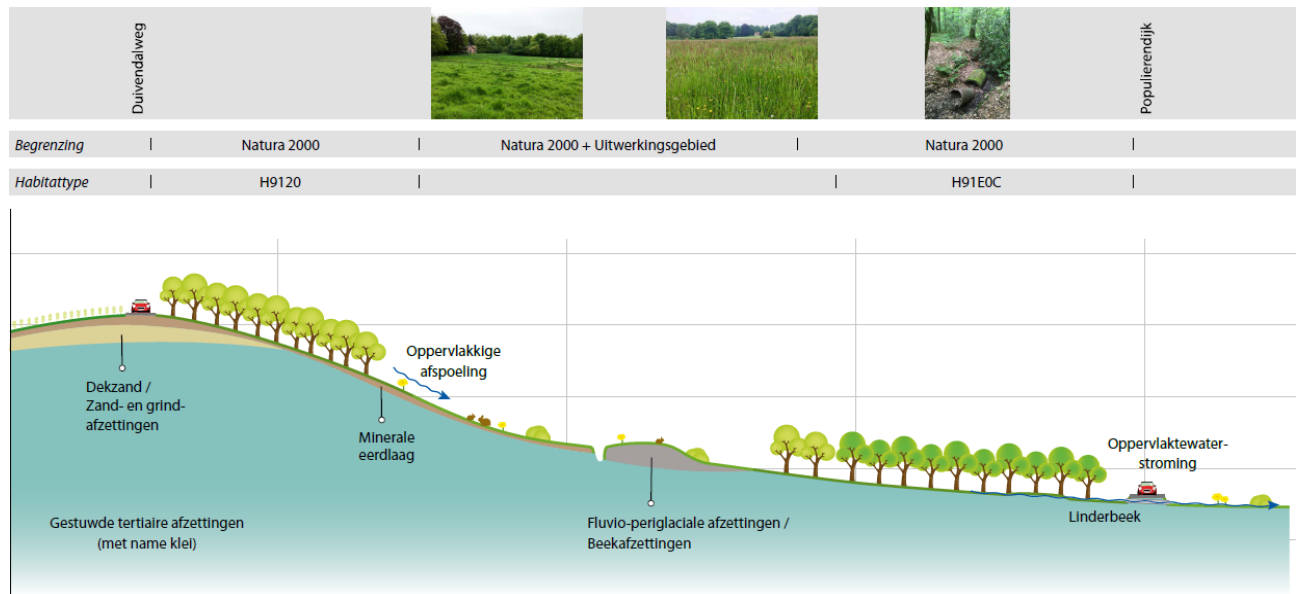 Duivendalweg
Populierendijk
Begrenzing
Natura 2000
Natura 2000 + Uitwerkingsgebied
Natura 2000
Habitattype
H9120
H91E0C
Oppervlakkige
afspoeling
Dekzand /
Zand- en grind-
afzettingen
Minerale
eerdlaag
Oppervlaktewater-
stroming
Linderbeek
Gestuwde tertiaire afzettingen
(met name klei)
Fluvio-periglaciale afzettingen /
Beekafzettingen